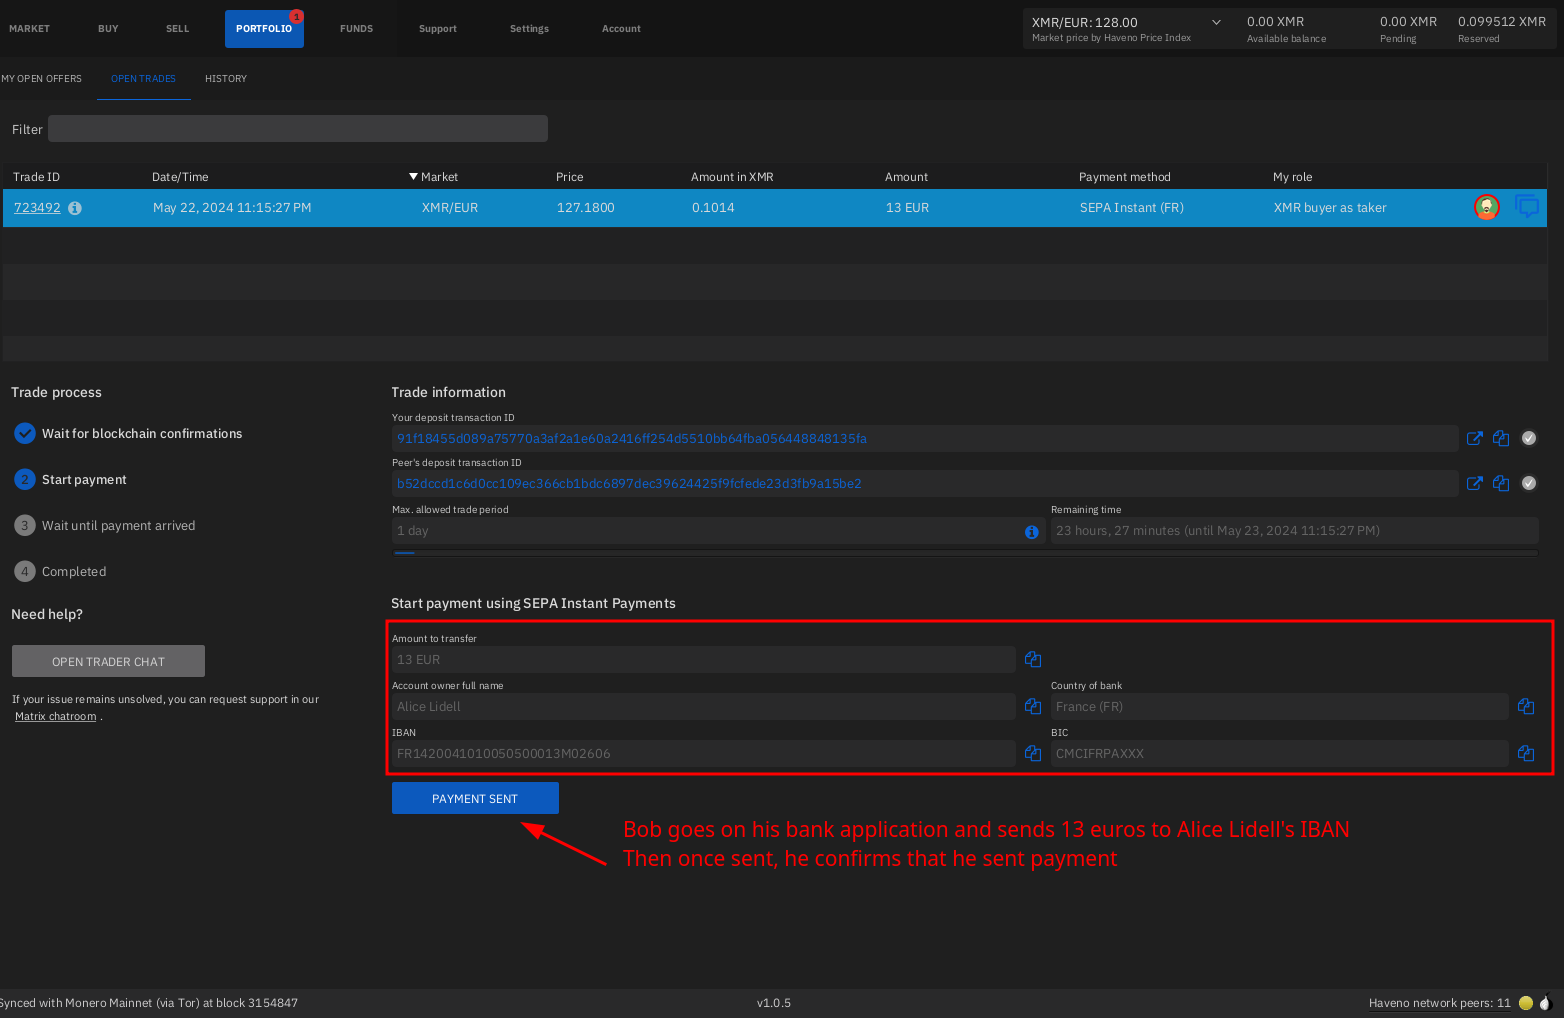 MARKET BUY SELL PORTFOLIO 1 FUNDS Support Settings Account
XMR/EUR: 128.00 0.00 XMR 0.00 XMR 0.099512 XMR
Market price by Haveno Price Index Available balance Pending Reserved
MY OPEN OFFERS OPEN TRADES HISTORY
Filter
Trade ID Date/Time Market Price Amount in XMR Amount Payment method My role
723492 May 22, 2024 11:15:27 PM XMR/EUR 127.1800 0.1014 13 EUR SEPA Instant (FR) XMR buyer as taker
Trade process
Wait for blockchain confirmations
2 Start payment
3 Wait until payment arrived
4 Completed
Need help?
OPEN TRADER CHAT
If your issue remains unsolved, you can request support in our
Matrix chatroom .
Trade information
Your deposit transaction ID
91f18455d089a75770a3af2a1e60a2416ff254d5510bb64fba056448848135fa
Peer's deposit transaction ID
b52dccd1c6d0cc109ec366cb1bdc6897dec39624425f9fcfede23d3fb9a15be2
Max. allowed trade period Remaining time
1 day 23 hours, 27 minutes (until May 23, 2024 11:15:27 PM)
Start payment using SEPA Instant Payments
Amount to transfer
13 EUR
Account owner full name Country of bank
Alice Lidell France (FR)
IBAN BIC
FR1420041010050500013M02606 CMCIFRPAXXX
PAYMENT SENT
Bob goes on his bank application and sends 13 euros to Alice Lidell's IBAN
Then once sent, he confirms that he sent payment
Synced with Monero Mainnet (via Tor) at block 3154847 v1.0.5 Haveno network peers: 11